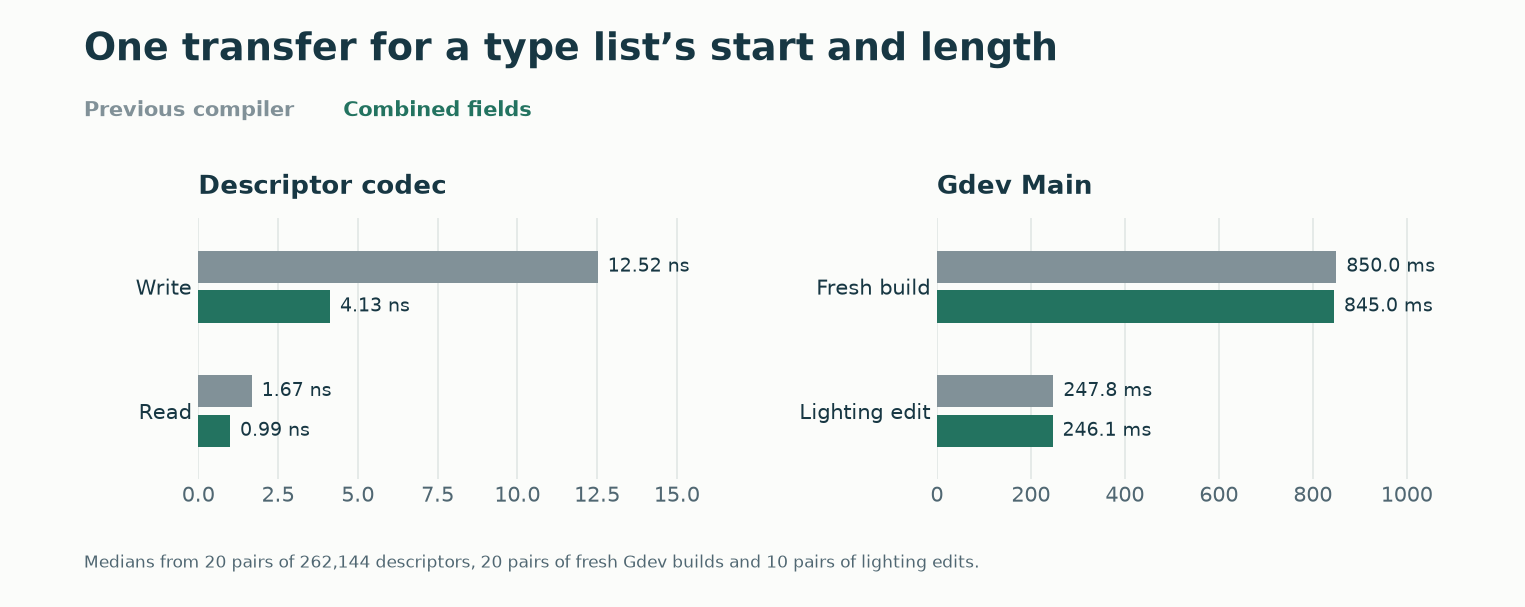 One transfer for a type list’s start and length
Previous compiler Combined fields
Descriptor codec
Write
12.52 ns
4.13 ns
Read
1.67 ns
0.99 ns
0.0 2.5 5.0 7.5 10.0 12.5 15.0
Gdev Main
Fresh build
850.0 ms
845.0 ms
Lighting edit
247.8 ms
246.1 ms
0 200 400 600 800 1000
Medians from 20 pairs of 262,144 descriptors, 20 pairs of fresh Gdev builds and 10 pairs of lighting edits.